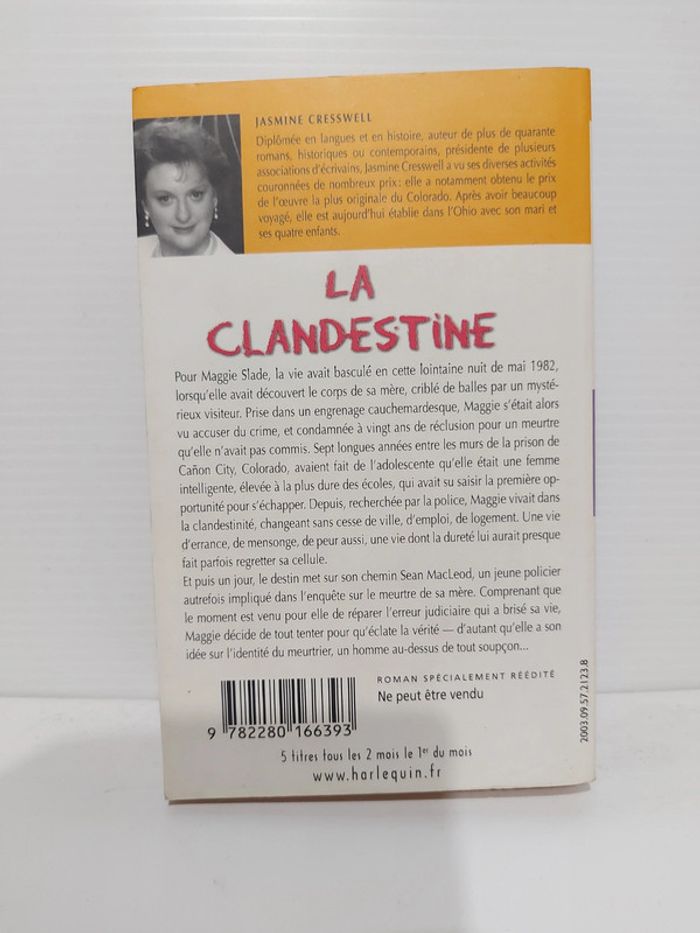 JASMINE CRESSWELL
Diplômée en langues et en histoire, auteur de plus de quarante
romans, historiques ou contemporains, présidente de plusieurs
associations d'écrivains, Jasmine Cresswell a vu ses diverses activités
couronnées de nombreux prix : elle a notamment obtenu le prix
de l'œuvre la plus originale du Colorado. Après avoir beaucoup
voyagé, elle est aujourd'hui établie dans l'Ohio avec son mari et
ses quatre enfants.
LA
CLANDESTINE
Pour Maggie Slade, la vie avait basculé en cette lointaine nuit de mai 1982,
lorsqu'elle avait découvert le corps de sa mère, criblé de balles par un mysté-
rieux visiteur. Prise dans un engrenage cauchemardesque, Maggie s'était alors
vu accuser du crime, et condamnée à vingt ans de réclusion pour un meurtre
qu'elle n'avait pas commis. Sept longues années entre les murs de la prison de
Cañon City, Colorado, avaient fait de l'adolescente qu'elle était une femme
intelligente, élevée à la plus dure des écoles, qui avait su saisir la première op-
portunité pour s'échapper. Depuis, recherchée par la police, Maggie vivait dans
la clandestinité, changeant sans cesse de ville, d'emploi, de logement. Une vie
d'errance, de mensonge, de peur aussi, une vie dont la dureté lui aurait presque
fait parfois regretter sa cellule.
Et puis un jour, le destin met sur son chemin Sean MacLeod, un jeune policier
autrefois impliqué dans l'enquête sur le meurtre de sa mère. Comprenant que
le moment est venu pour elle de réparer l'erreur judiciaire qui a brisé sa vie,
Maggie décide de tout tenter pour qu'éclate la vérité — d'autant qu'elle a son
idée sur l'identité du meurtrier, un homme au-dessus de tout soupçon...
ROMAN SPÉCIALEMENT RÉÉDITÉ
Ne peut être vendu
9 782280 166393
5 titres tous les 2 mois le 1er du mois
www.harlequin.fr
2003.09.57.2123.8